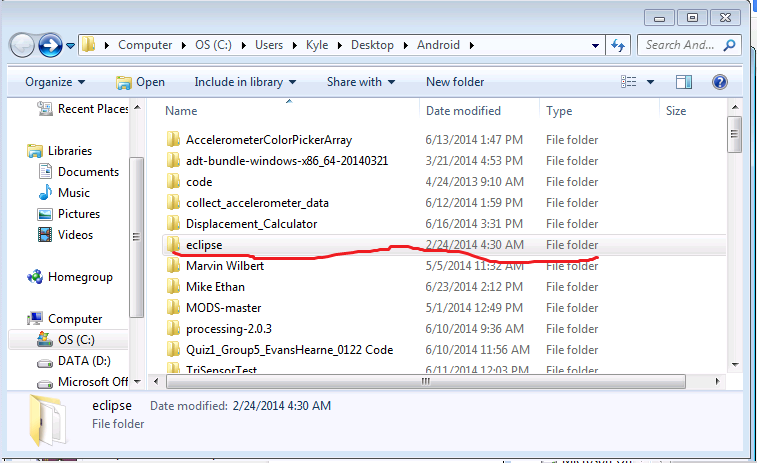 Computer OS (C:) Users Kyle Desktop Android Search And...
Organize Open Include in library Share with New folder
Name Date modified Type Size
Recent Places
Libraries
Documents
Music
Pictures
Videos
Homegroup
Computer
OS (C:)
DATA (D:)
Microsoft Off
AccelerometerColorPickerArray 6/13/2014 1:47 PM File folder
adt-bundle-windows-x86_64-20140321 3/21/2014 4:53 PM File folder
code 4/24/2013 9:10 AM File folder
collect_accelerometer_data 6/12/2014 1:59 PM File folder
Displacement_Calculator 6/16/2014 3:31 PM File folder
eclipse 2/24/2014 4:30 AM File folder
Marvin Wilbert 5/5/2014 11:32 AM File folder
Mike Ethan 6/23/2014 2:12 PM File folder
MODS-master 5/1/2014 12:49 PM File folder
processing-2.0.3 6/10/2014 9:36 AM File folder
Quiz1_Group5_EvansHearne_0122 Code 6/10/2014 11:56 AM File folder
TriSensorTest 6/11/2014 12:03 PM File folder
eclipse Date modified: 2/24/2014 4:30 AM
File folder